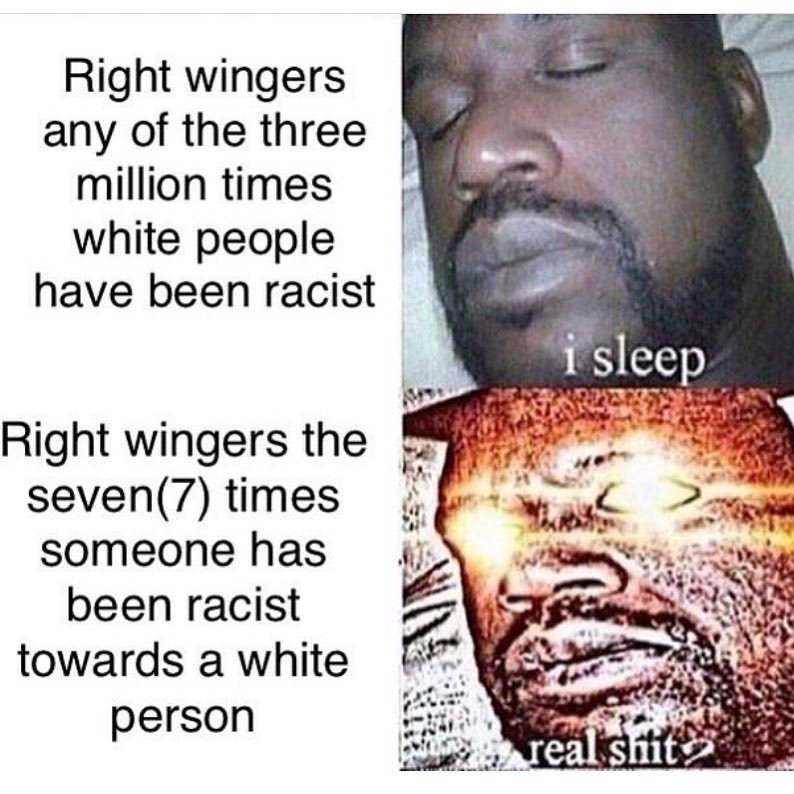 Right wingers
any of the three
million times
white people
have been racist
i sleep
Right wingers the
seven(7) times
someone has
been racist
towards a white
person
real shit?